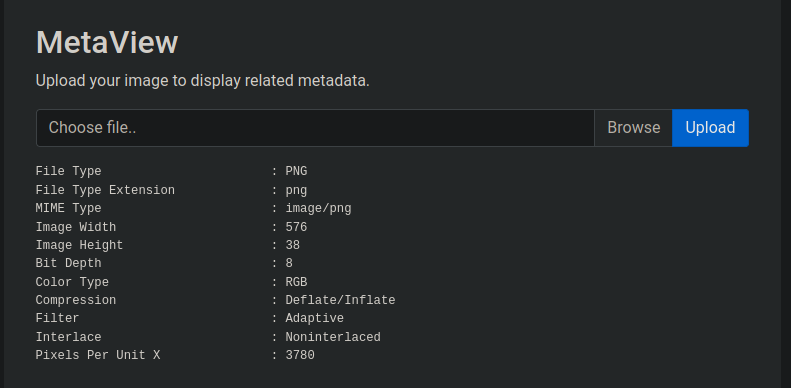 MetaView
Upload your image to display related metadata.
Choose file.. Browse Upload
File Type : PNG
File Type Extension : png
MIME Type : image/png
Image Width : 576
Image Height : 38
Bit Depth : 8
Color Type : RGB
Compression : Deflate/Inflate
Filter : Adaptive
Interlace : Noninterlaced
Pixels Per Unit X : 3780